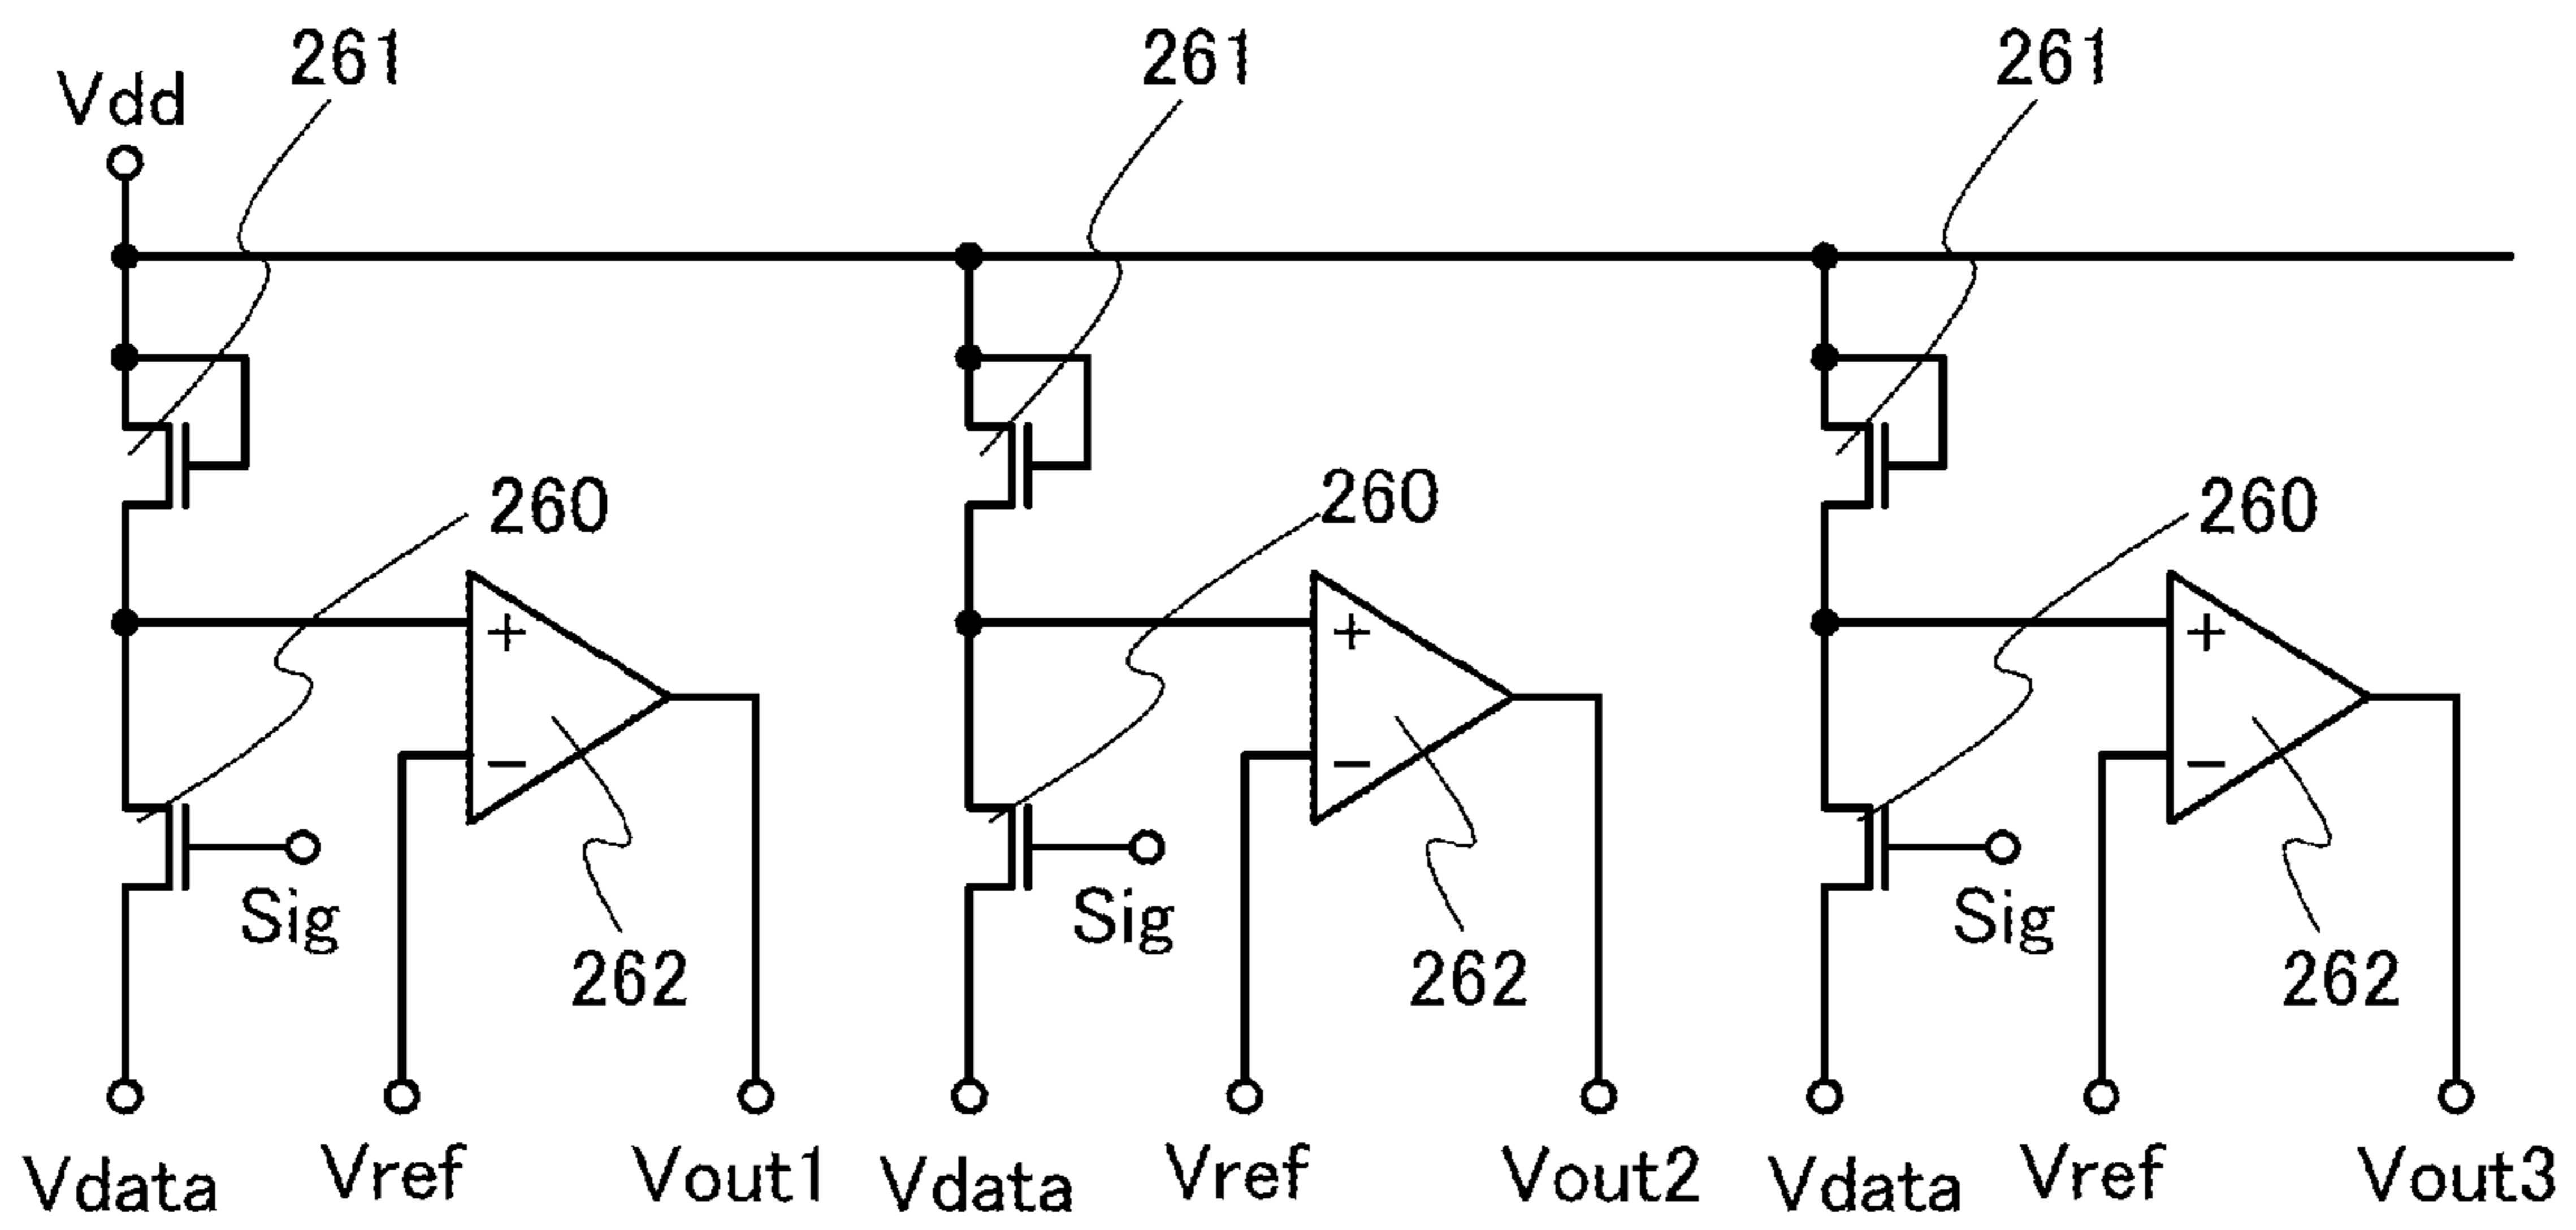 261 261 261
Vdd
260 260 260
+ + +
− − −
Sig Sig Sig
262 262 262
Vdata Vref Vout1 Vdata Vref Vout2 Vdata Vref Vout3